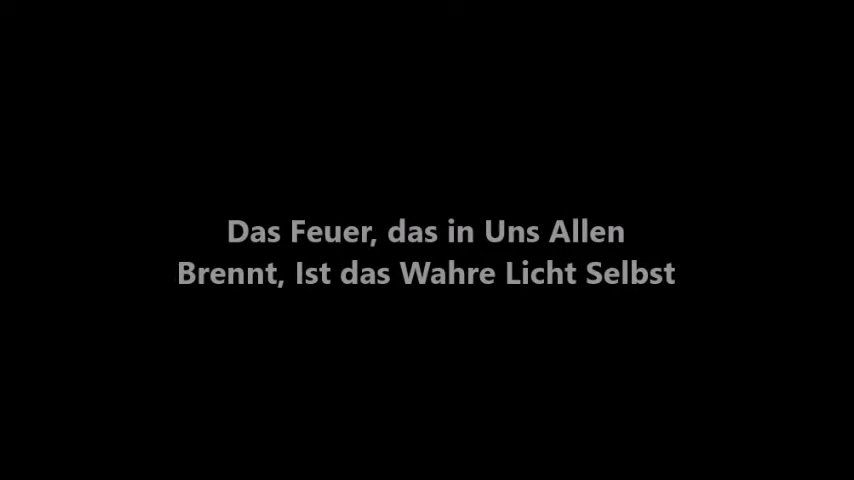 Das Feuer, das in Uns Allen
Brennt, Ist das Wahre Licht Selbst